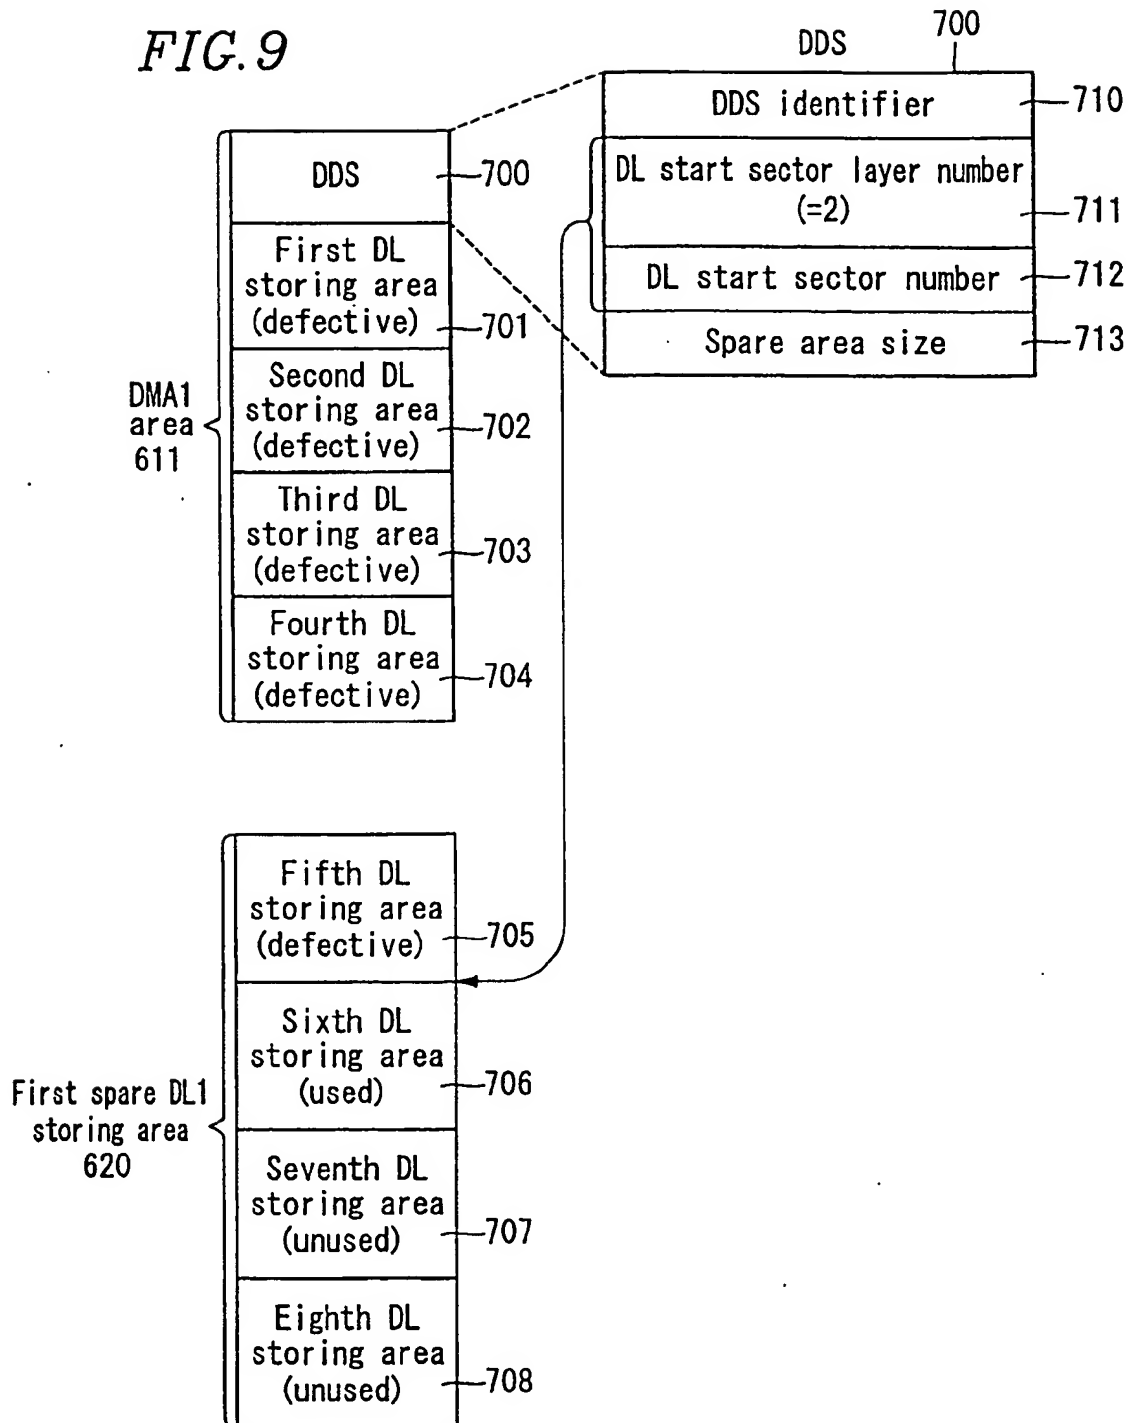 FIG. 9
DDS
700
DDS identifier
710
DL start sector layer number
(=2)
711
DL start sector number
712
Spare area size
713
DMA1
area
611
DDS
700
First DL
storing area
(defective)
701
Second DL
storing area
(defective)
702
Third DL
storing area
(defective)
703
Fourth DL
storing area
(defective)
704
First spare DL1
storing area
620
Fifth DL
storing area
(defective)
705
Sixth DL
storing area
(used)
706
Seventh DL
storing area
(unused)
707
Eighth DL
storing area
(unused)
708